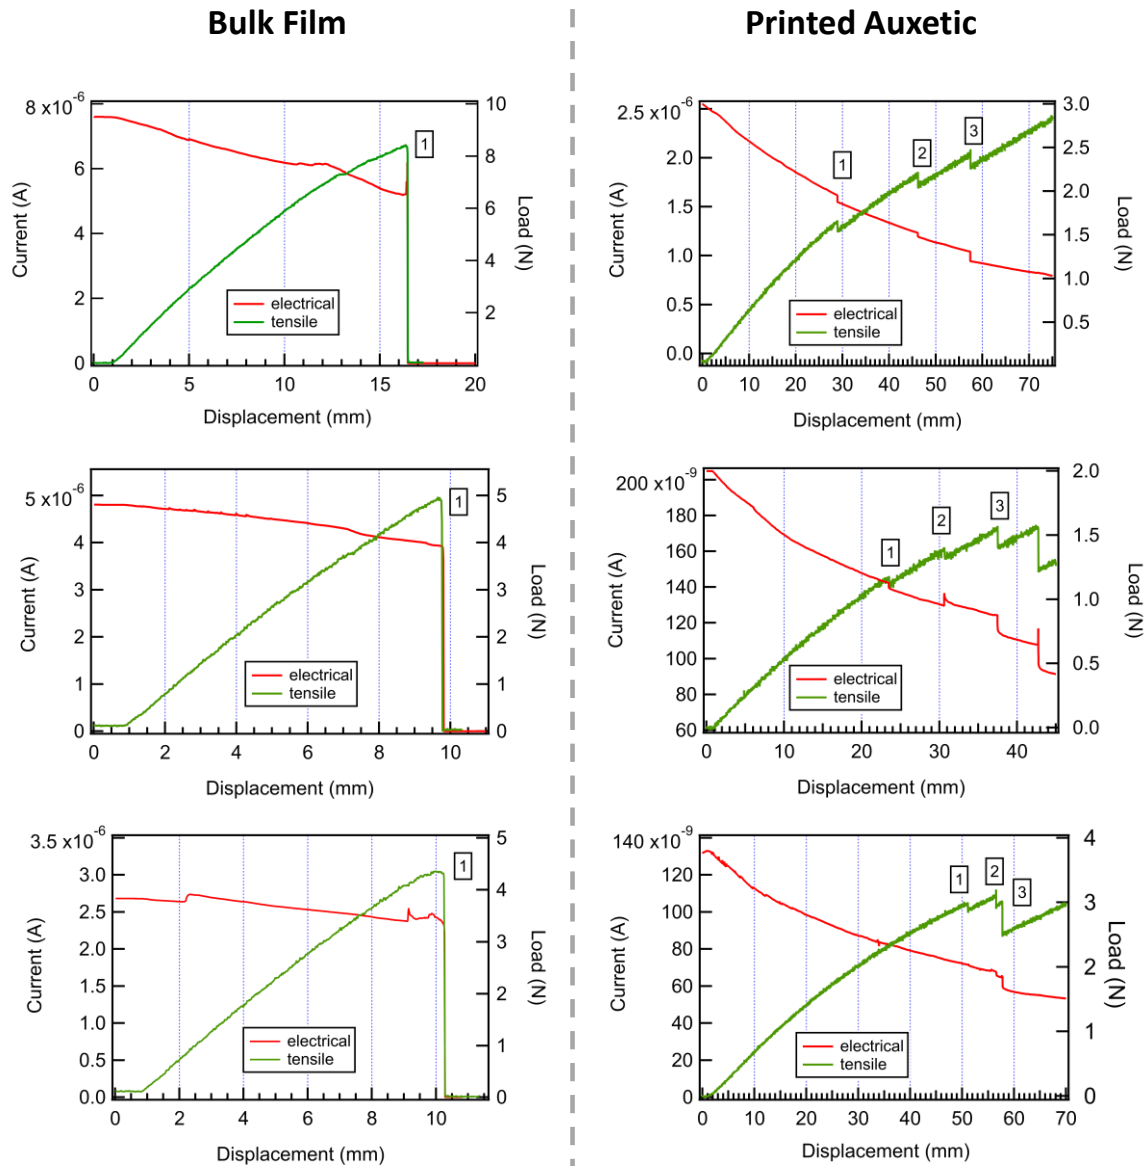 Bulk Film
Printed Auxetic
8 x10⁻⁶
6
4
2
0
Current (A)
10
8
6
4
2
Load (N)
1
electrical
tensile
0 5 10 15 20
Displacement (mm)
2.5 x10⁻⁶
2.0
1.5
1.0
0.5
0.0
Current (A)
3.0
2.5
2.0
1.5
1.0
0.5
Load (N)
1
2
3
electrical
tensile
0 10 20 30 40 50 60 70
Displacement (mm)
5 x10⁻⁶
4
3
2
1
0
Current (A)
5
4
3
2
1
0
Load (N)
1
electrical
tensile
0 2 4 6 8 10
Displacement (mm)
200 x10⁻⁹
180
160
140
120
100
80
60
Current (A)
2.0
1.5
1.0
0.5
0.0
Load (N)
1
2
3
electrical
tensile
0 10 20 30 40
Displacement (mm)
3.5 x10⁻⁶
3.0
2.5
2.0
1.5
1.0
0.5
0.0
Current (A)
5
4
3
2
1
0
Load (N)
1
electrical
tensile
0 2 4 6 8 10
Displacement (mm)
140 x10⁻⁹
120
100
80
60
40
20
0
Current (A)
4
3
2
1
0
Load (N)
1
2
3
electrical
tensile
0 10 20 30 40 50 60 70
Displacement (mm)